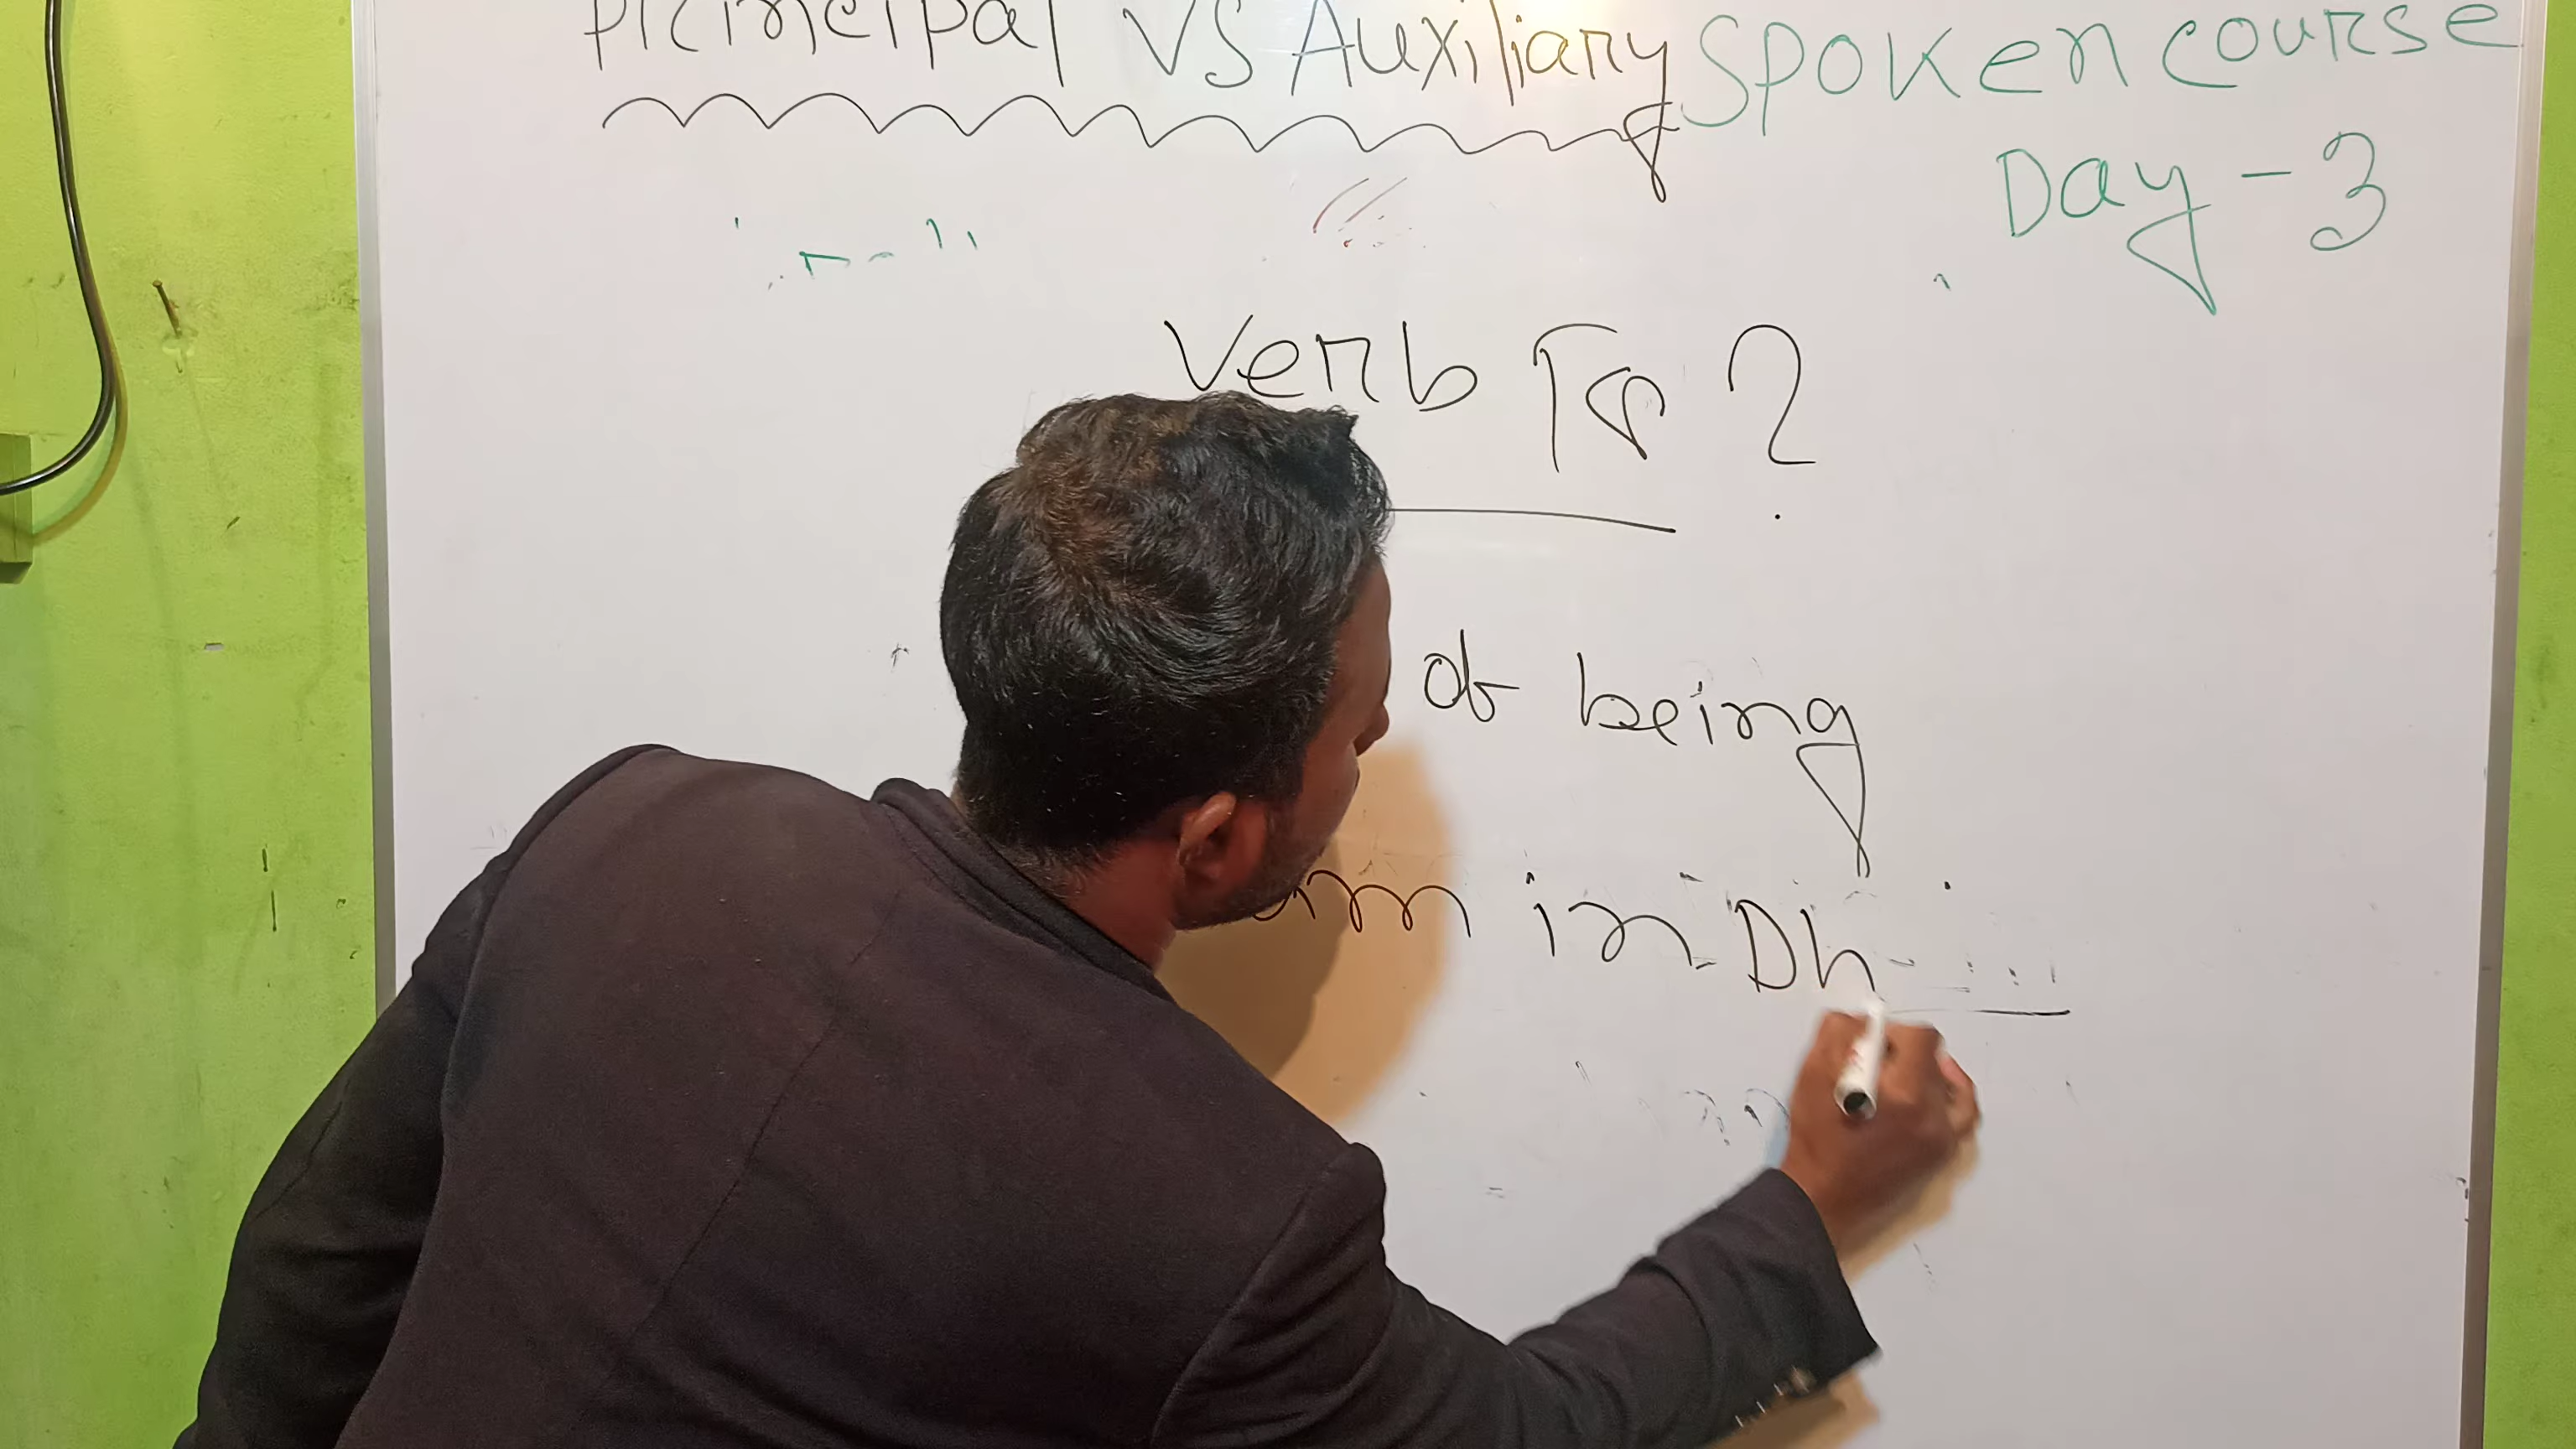 Principal VS Auxiliary Spoken course
Day - 3
Verb কি ?
of being
am in Dh